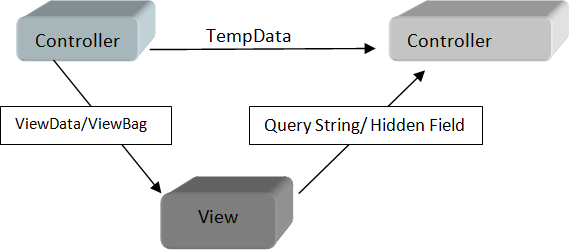 Controller
TempData
Controller
ViewData/ViewBag
Query String/ Hidden Field
View